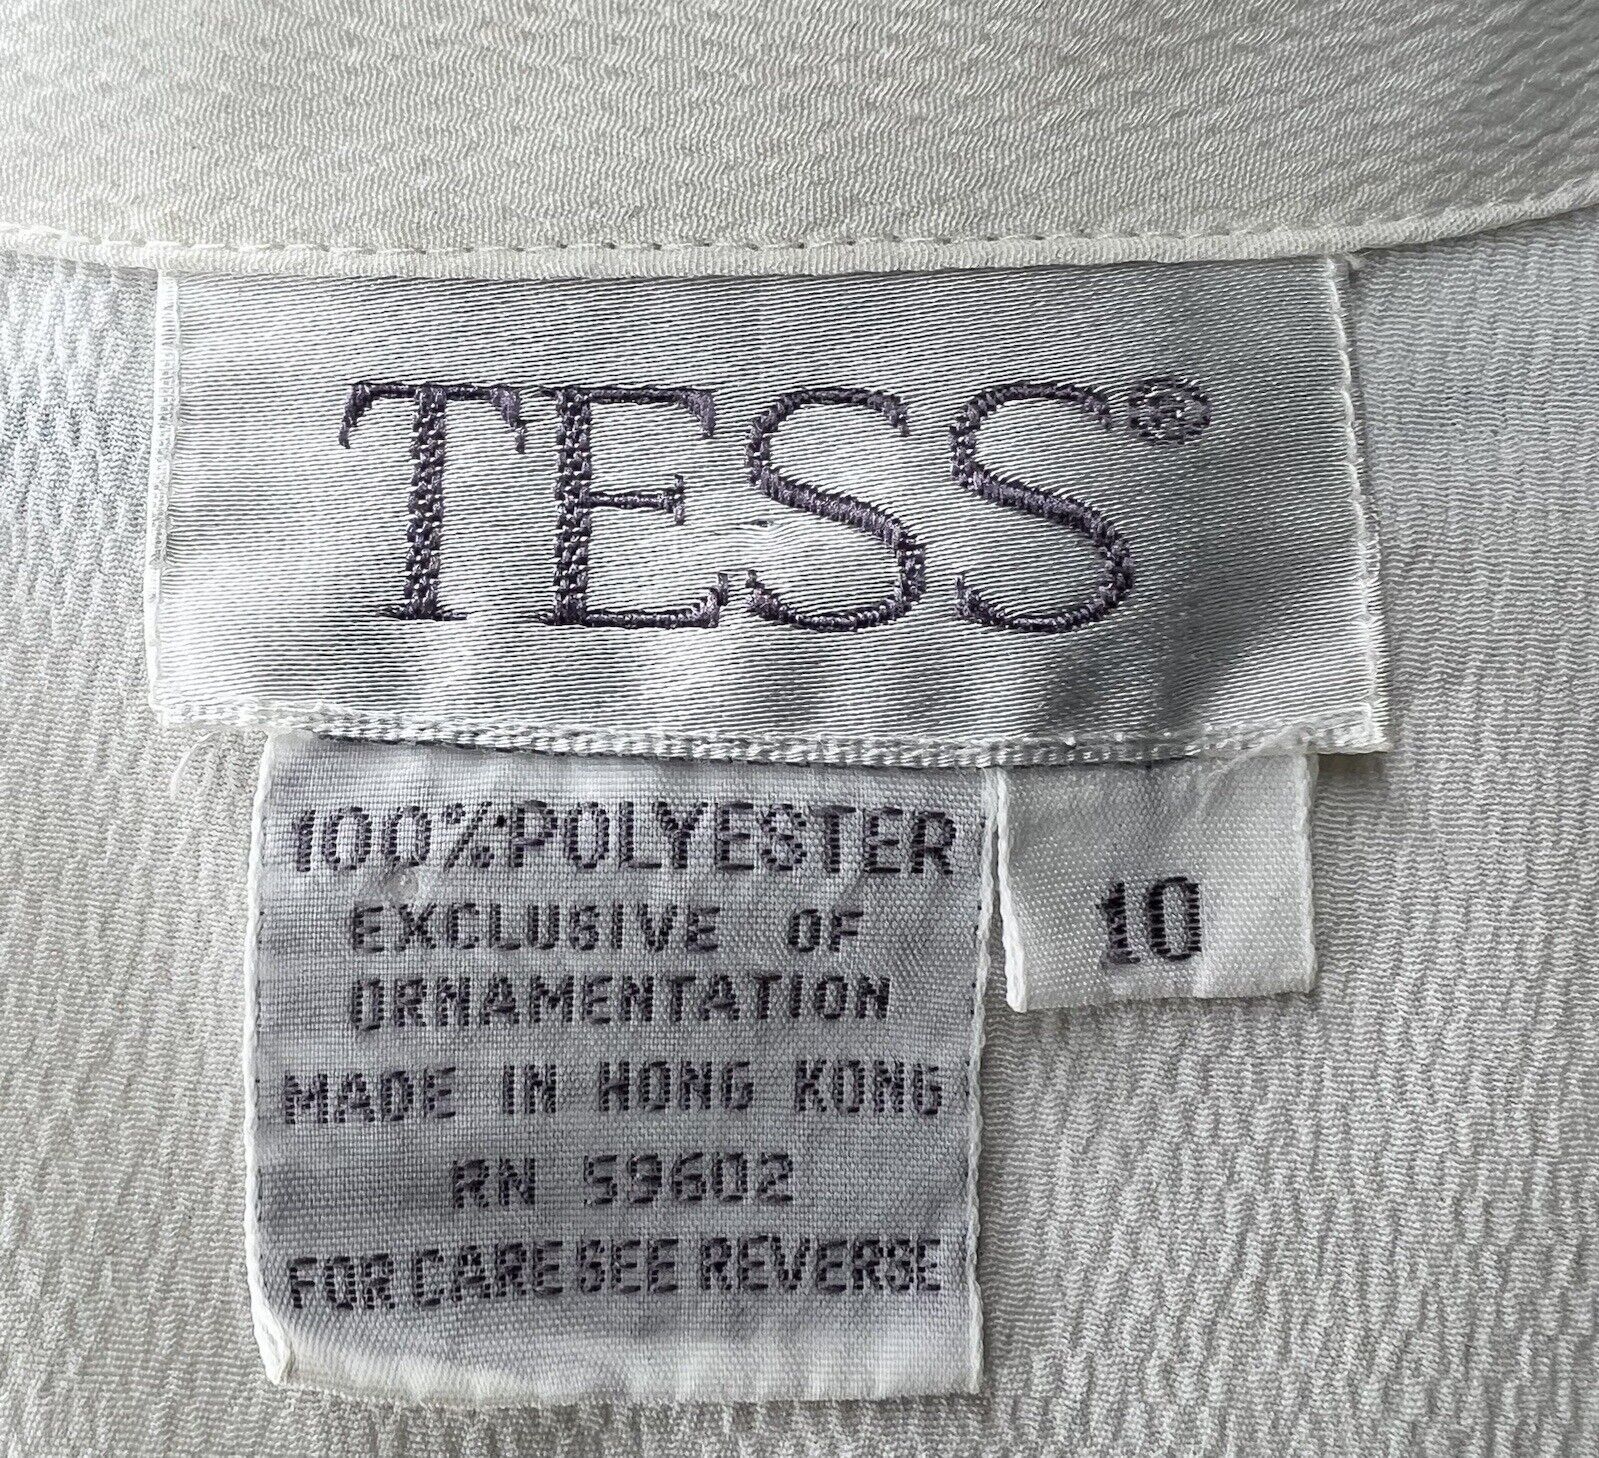 TESS®
100% POLYESTER
EXCLUSIVE OF
ORNAMENTATION
MADE IN HONG KONG
RN 59602
FOR CARE SEE REVERSE
10